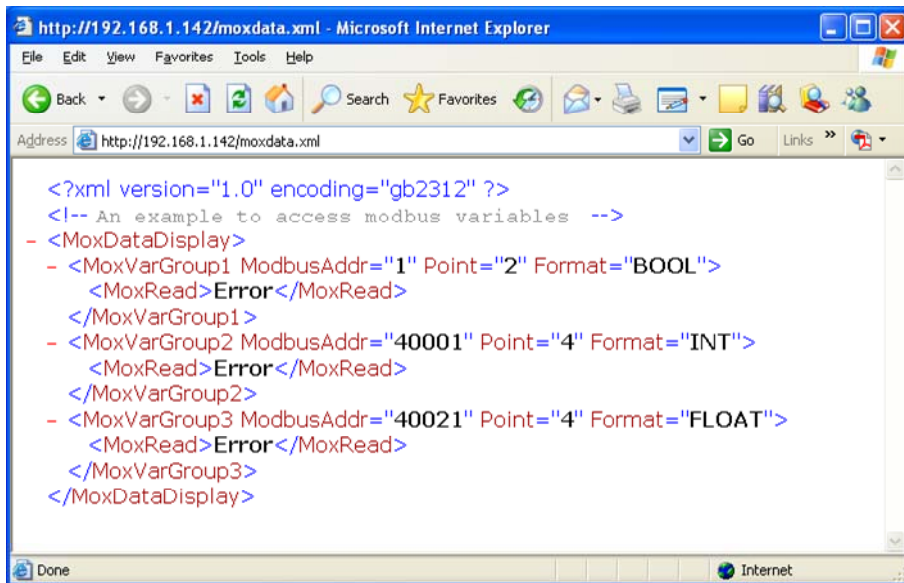 http://192.168.1.142/moxdata.xml - Microsoft Internet Explorer
File Edit View Favorites Tools Help
Back Search Favorites
Address http://192.168.1.142/moxdata.xml Go Links »
<?xml version="1.0" encoding="gb2312" ?>
<!-- An example to access modbus variables -->
- <MoxDataDisplay>
- <MoxVarGroup1 ModbusAddr="1" Point="2" Format="BOOL">
<MoxRead>Error</MoxRead>
</MoxVarGroup1>
- <MoxVarGroup2 ModbusAddr="40001" Point="4" Format="INT">
<MoxRead>Error</MoxRead>
</MoxVarGroup2>
- <MoxVarGroup3 ModbusAddr="40021" Point="4" Format="FLOAT">
<MoxRead>Error</MoxRead>
</MoxVarGroup3>
</MoxDataDisplay>
Done Internet